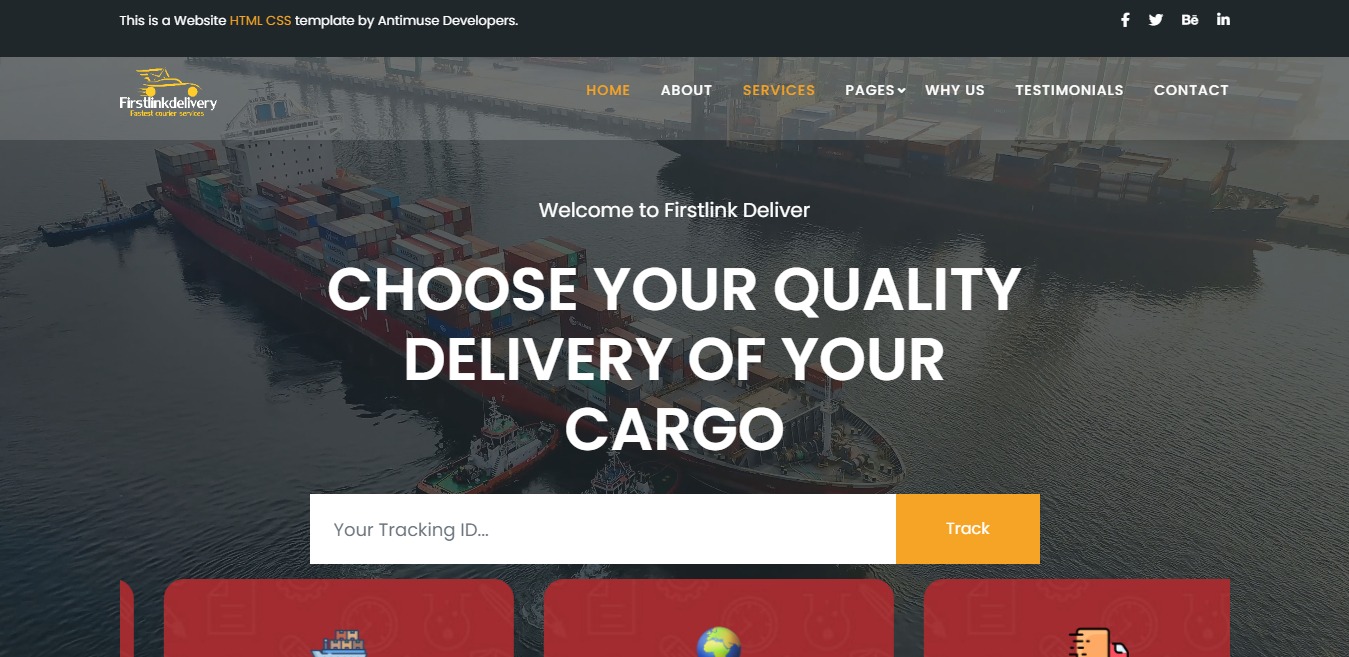 This is a Website HTML CSS template by Antimuse Developers.
Bē
Firstlinkdelivery
Fastest courier services
HOME ABOUT SERVICES PAGES WHY US TESTIMONIALS CONTACT
Welcome to Firstlink Deliver
CHOOSE YOUR QUALITY
DELIVERY OF YOUR
CARGO
Your Tracking ID...
Track